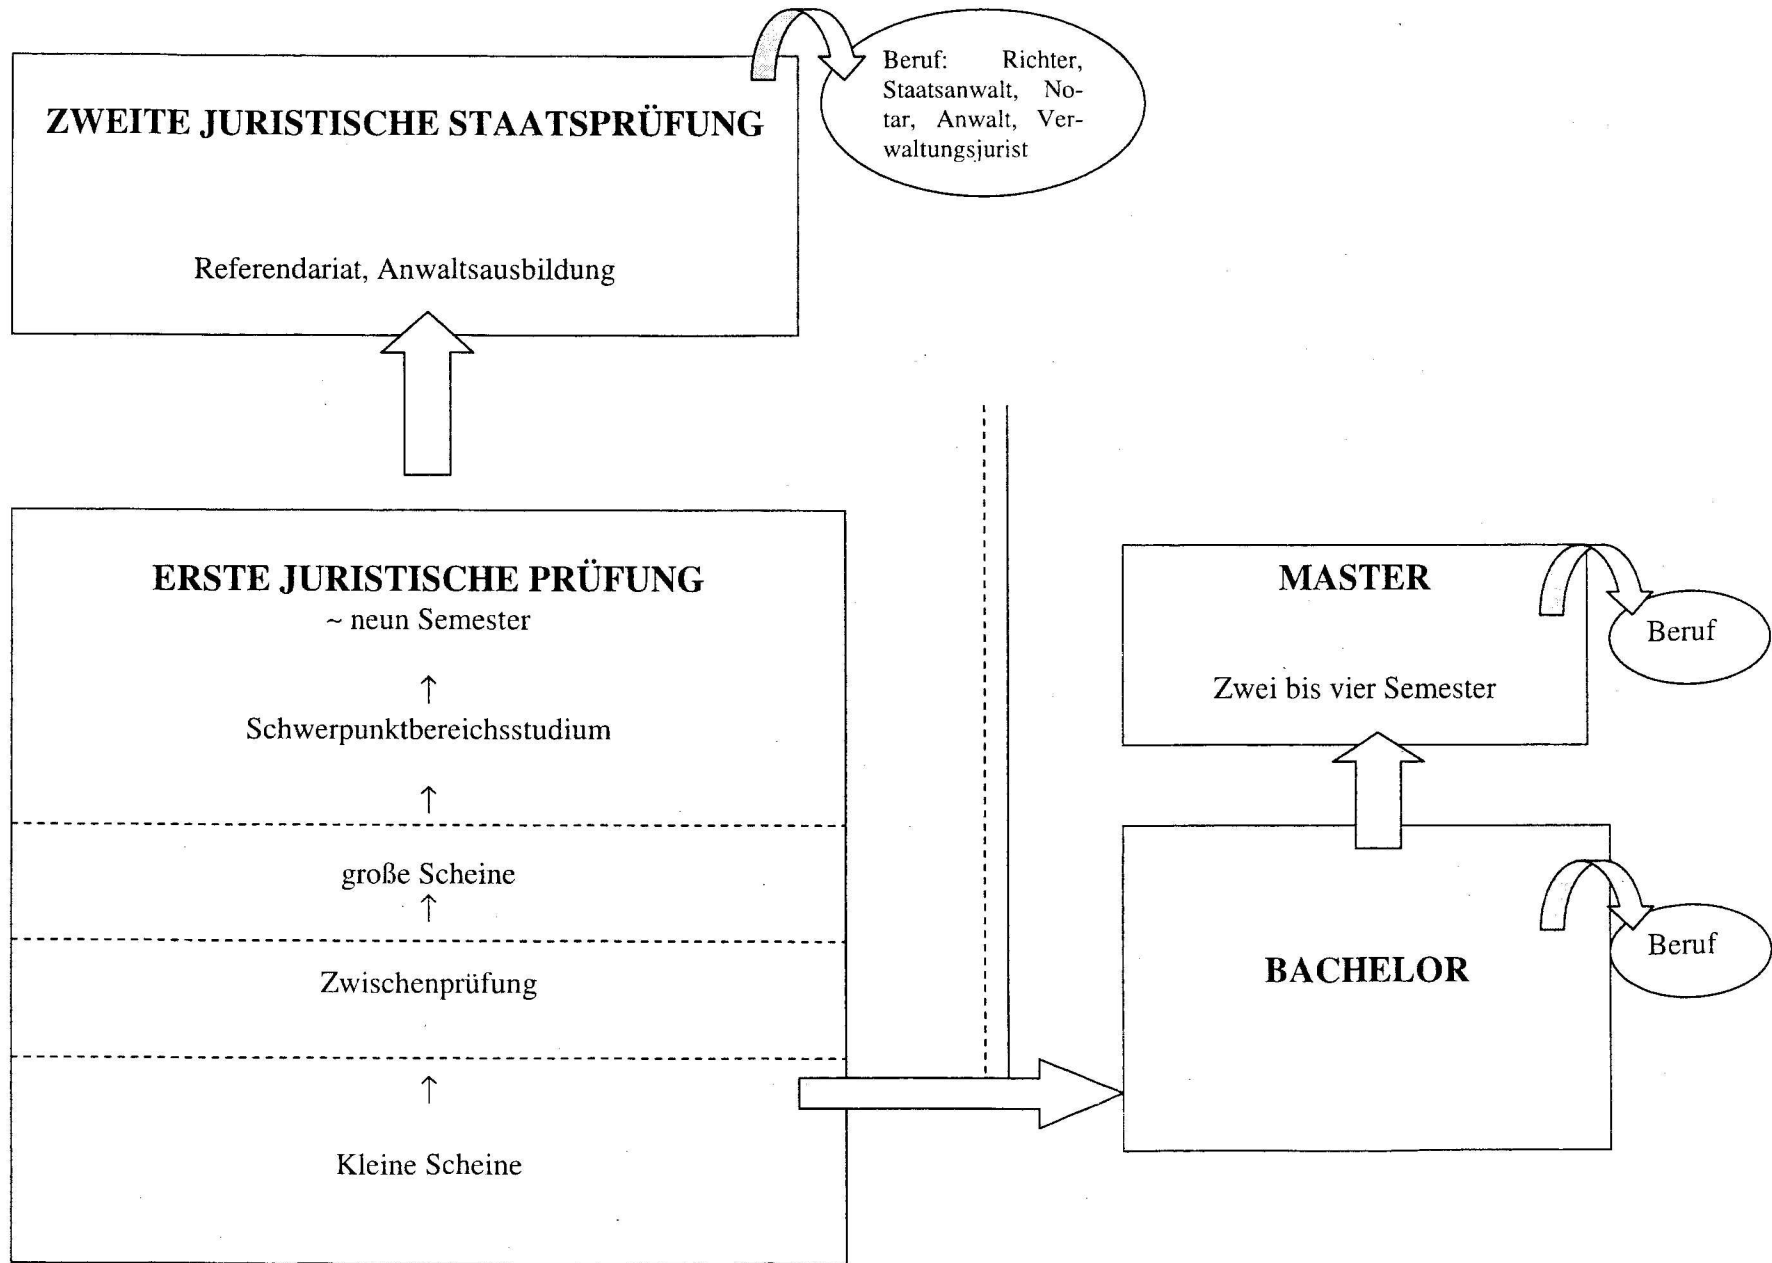 Beruf: Richter,
Staatsanwalt, No-
tar, Anwalt, Ver-
waltungsjurist
ZWEITE JURISTISCHE STAATSPRÜFUNG
Referendariat, Anwaltsausbildung
ERSTE JURISTISCHE PRÜFUNG
~ neun Semester
↑
Schwerpunktbereichsstudium
↑
große Scheine
↑
Zwischenprüfung
↑
Kleine Scheine
MASTER
Beruf
Zwei bis vier Semester
BACHELOR
Beruf